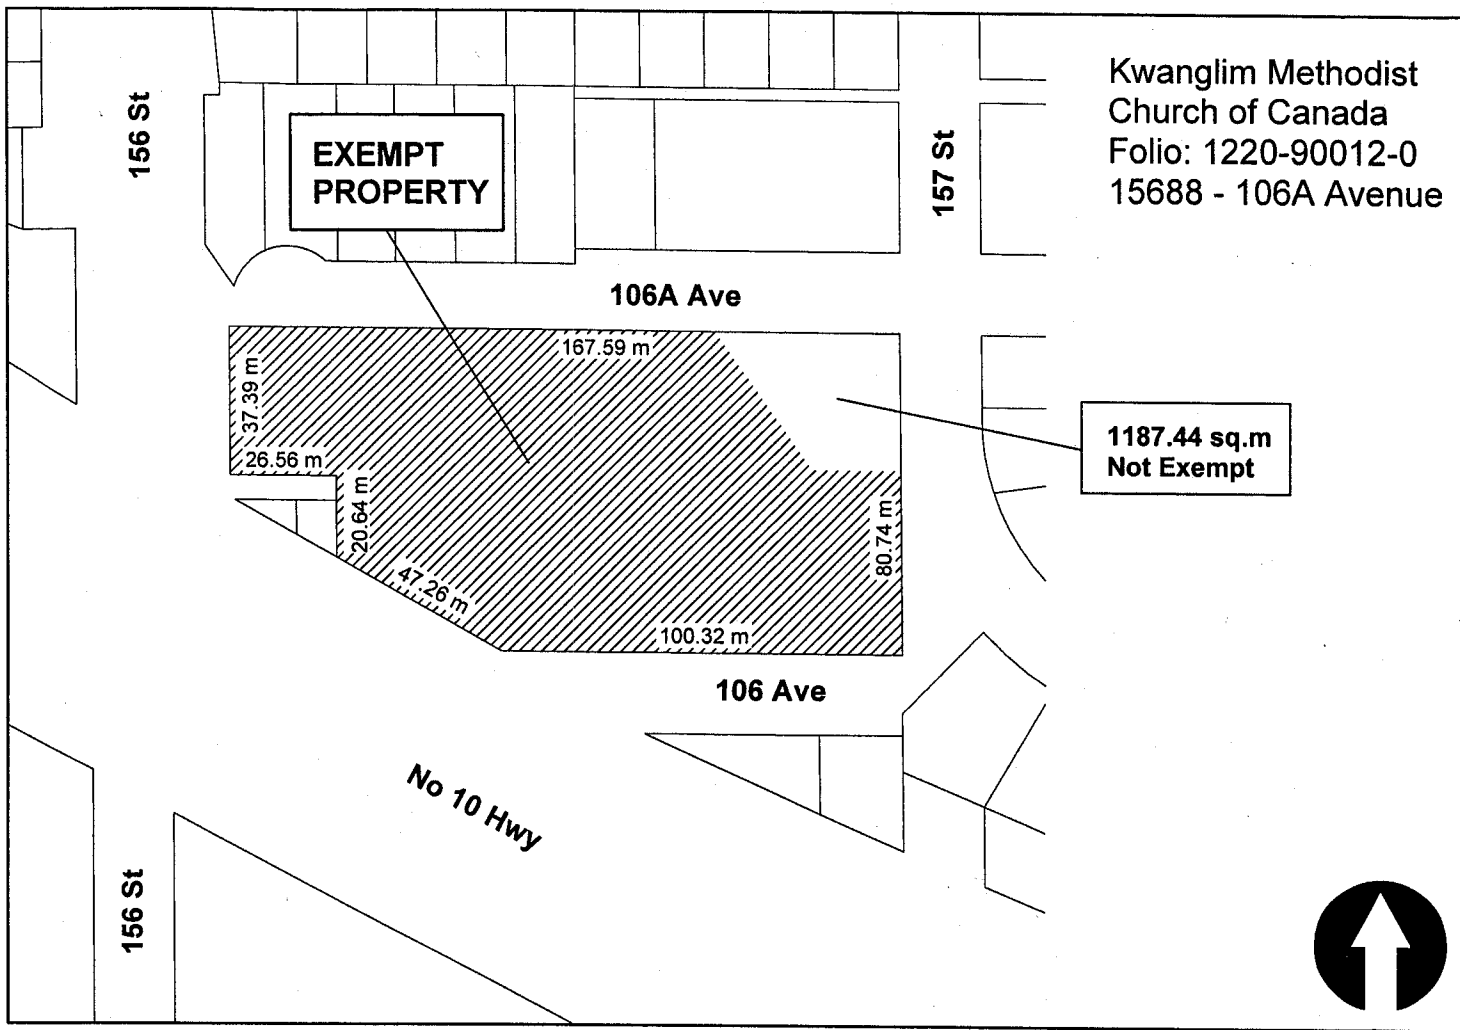 Kwanglim Methodist
Church of Canada
Folio: 1220-90012-0
15688 - 106A Avenue
156 St
EXEMPT
PROPERTY
157 St
106A Ave
167.59 m
37.39 m
26.56 m
20.64 m
47.26 m
100.32 m
80.74 m
1187.44 sq.m
Not Exempt
106 Ave
No 10 Hwy
156 St